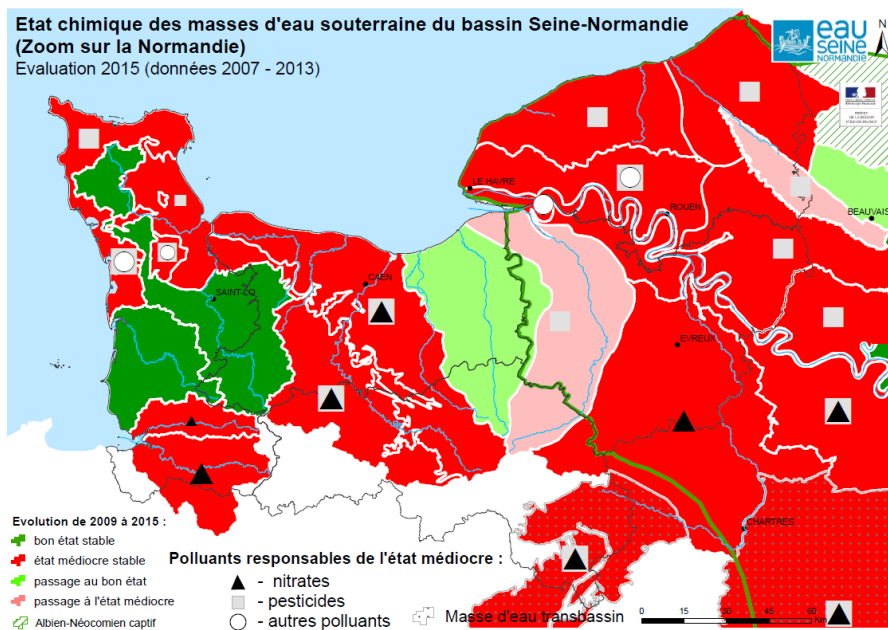 Etat chimique des masses d'eau souterraine du bassin Seine-Normandie
(Zoom sur la Normandie)
Evaluation 2015 (données 2007 - 2013)
eau
SEINE
NORMANDIE
N
LE HAVRE
ROUEN
BEAUVAIS
CAEN
SAINT-LO
EVREUX
CHARTRES
Evolution de 2009 à 2015 :
bon état stable
état médiocre stable
passage au bon état
passage à l'état médiocre
Albien-Néocomien captif
Polluants responsables de l'état médiocre :
- nitrates
- pesticides
- autres polluants
Masse d'eau transbassin
0 15 30 45 60
Km